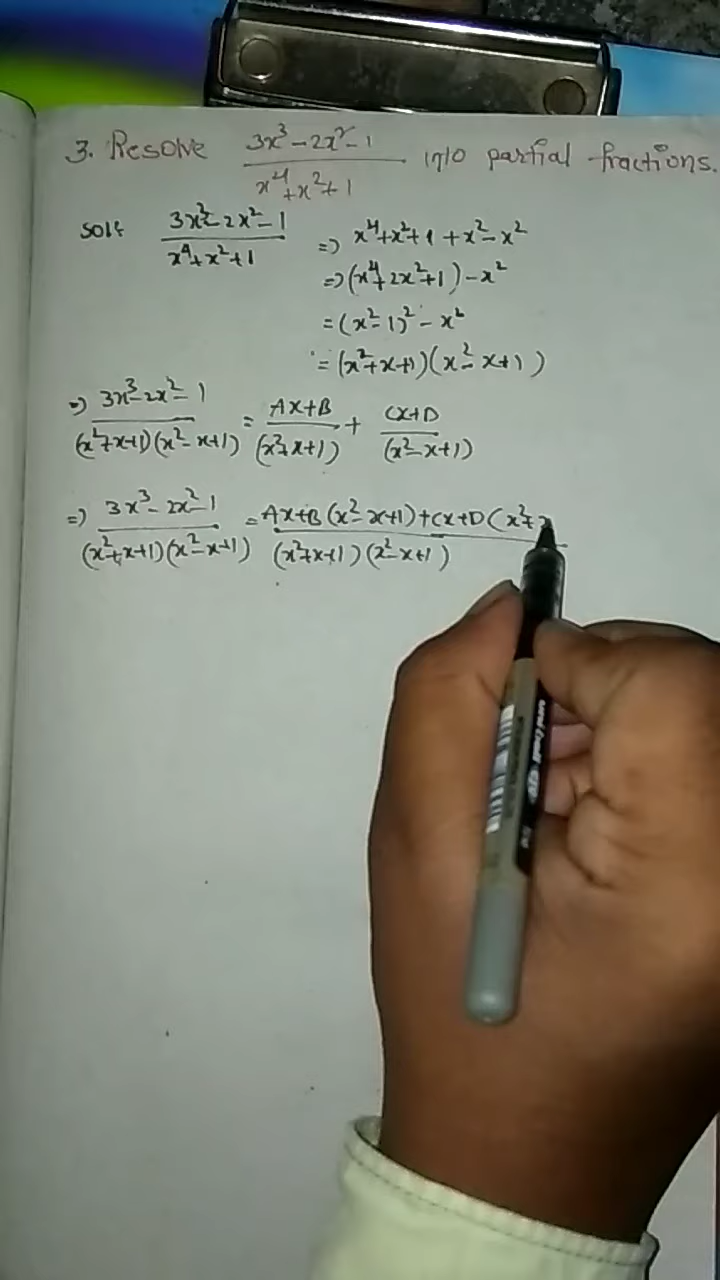 3. Resolve (3x³-2x²-1)/(x⁴+x²+1) into partial fractions.
Sol: (3x²-2x²-1)/(x⁴+x²+1) => x⁴+x²+1+x²-x²
=> (x⁴+2x²+1)-x²
= (x²-1)²-x²
= (x²+x+1)(x²-x+1)
=> (3x³-2x²-1)/((x²+x+1)(x²-x+1)) = (Ax+B)/(x²+x+1) + (Cx+D)/(x²-x+1)
=> (3x³-2x²-1)/((x²+x+1)(x²-x+1)) = (Ax+B(x²-x+1)+Cx+D(x²+x)/((x²+x+1)(x²-x+1))
uni-ball